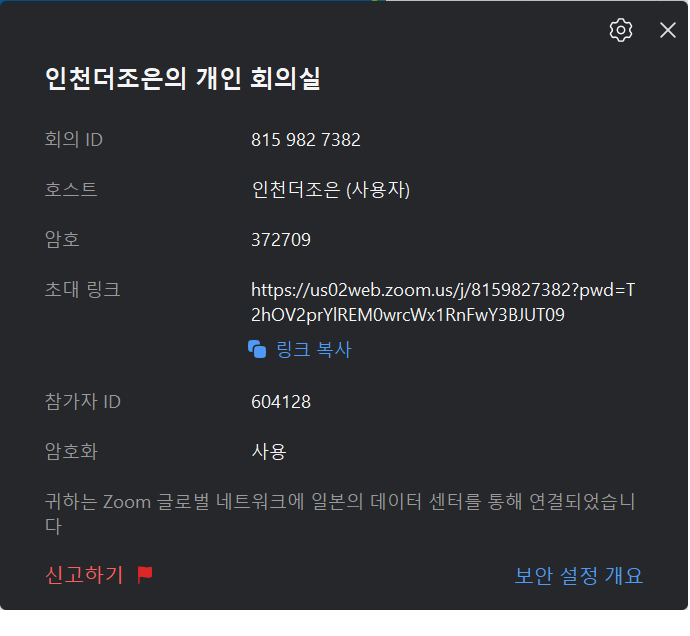 인천더조은의 개인 회의실
회의 ID 815 982 7382
호스트 인천더조은 (사용자)
암호 372709
초대 링크 https://us02web.zoom.us/j/8159827382?pwd=T
2hOV2prYlREM0wrcWx1RnFwY3BJUT09
링크 복사
참가자 ID 604128
암호화 사용
귀하는 Zoom 글로벌 네트워크에 일본의 데이터 센터를 통해 연결되었습니
다
신고하기 보안 설정 개요